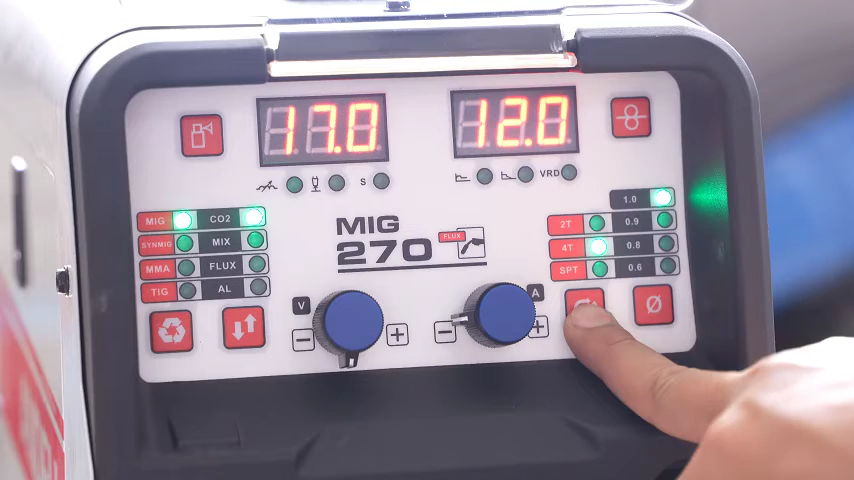 17.0
12.0
S
VRD
MIG CO2
SYNMIG MIX
MMA FLUX
TIG AL
MIG
270
FLUX
1.0
2T 0.9
4T 0.8
SPT 0.6
V
A